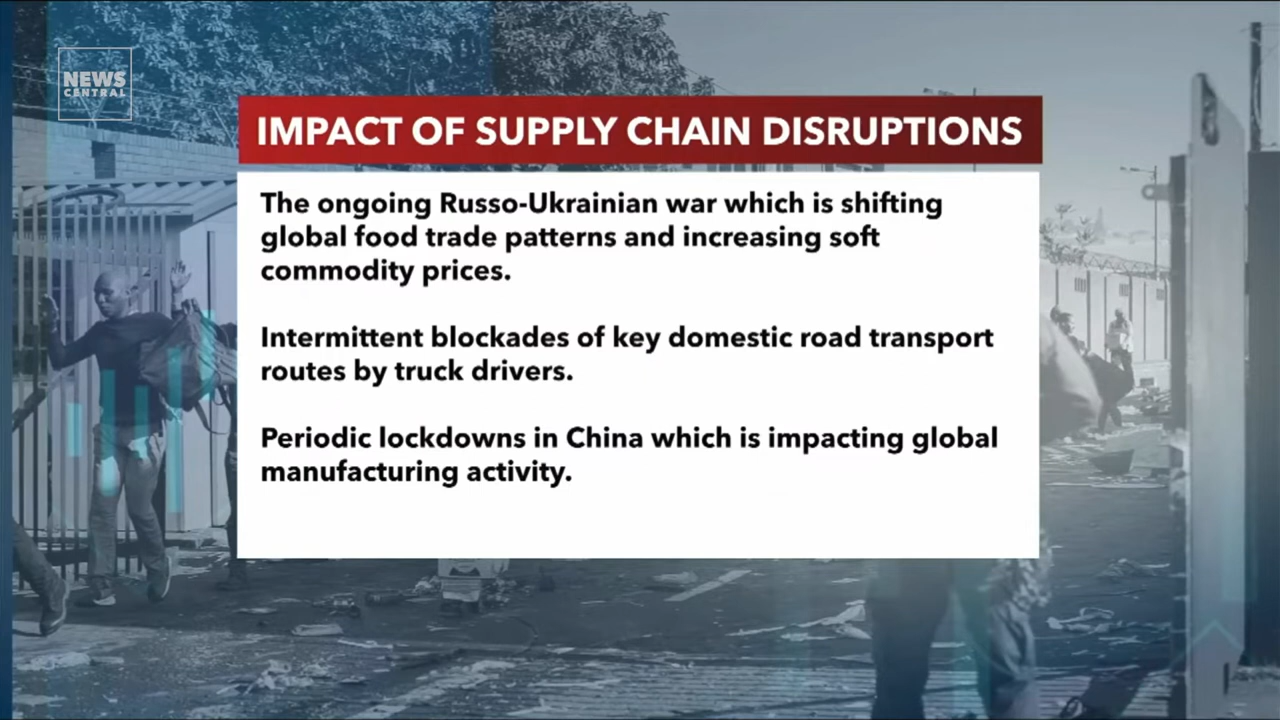 NEWS
CENTRAL
IMPACT OF SUPPLY CHAIN DISRUPTIONS
The ongoing Russo-Ukrainian war which is shifting
global food trade patterns and increasing soft
commodity prices.
Intermittent blockades of key domestic road transport
routes by truck drivers.
Periodic lockdowns in China which is impacting global
manufacturing activity.